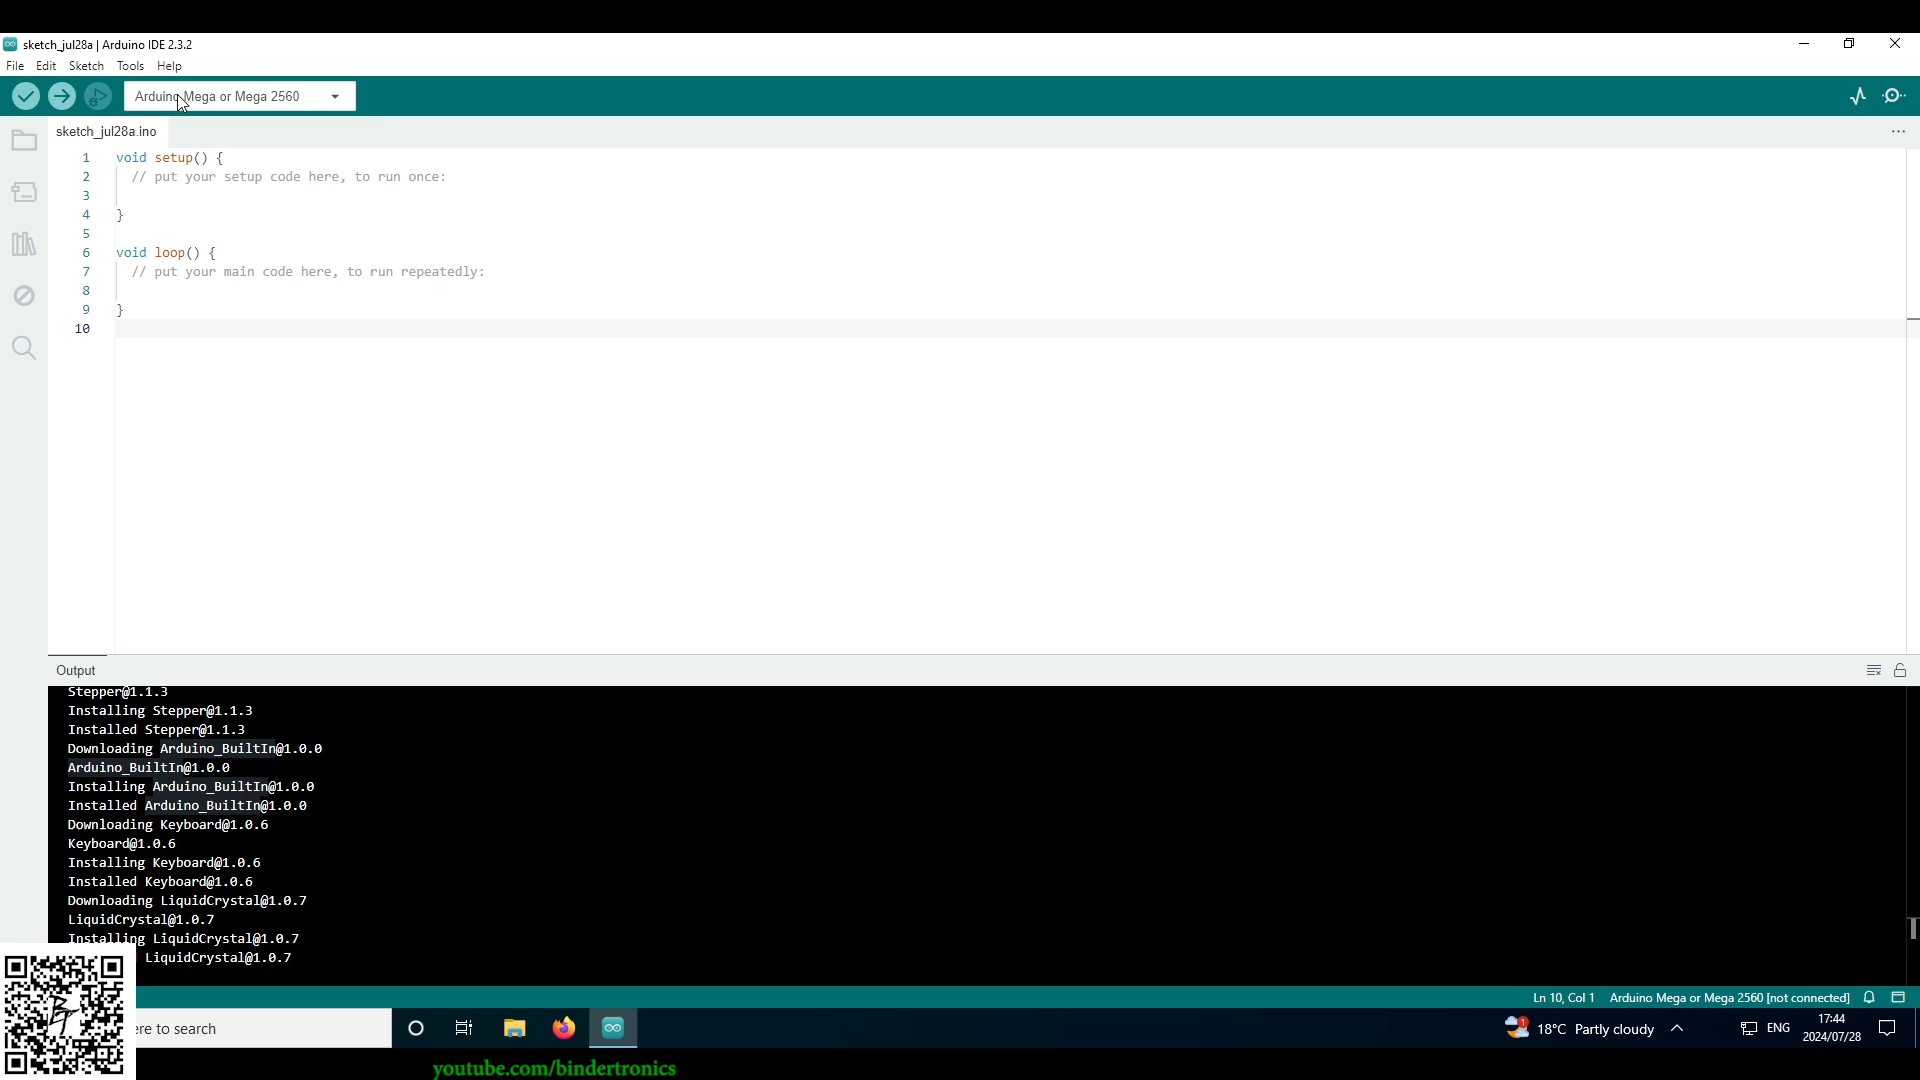 sketch_jul28a | Arduino IDE 2.3.2
File Edit Sketch Tools Help
Arduino Mega or Mega 2560
sketch_jul28a.ino
1 void setup() {
2 // put your setup code here, to run once:
3
4 }
5
6 void loop() {
7 // put your main code here, to run repeatedly:
8
9 }
10
Output
Stepper@1.1.3
Installing Stepper@1.1.3
Installed Stepper@1.1.3
Downloading Arduino_BuiltIn@1.0.0
Arduino_BuiltIn@1.0.0
Installing Arduino_BuiltIn@1.0.0
Installed Arduino_BuiltIn@1.0.0
Downloading Keyboard@1.0.6
Keyboard@1.0.6
Installing Keyboard@1.0.6
Installed Keyboard@1.0.6
Downloading LiquidCrystal@1.0.7
LiquidCrystal@1.0.7
Installing LiquidCrystal@1.0.7
LiquidCrystal@1.0.7
Ln 10, Col 1 Arduino Mega or Mega 2560 [not connected]
ere to search
1 18°C Partly cloudy ENG 17:44
2024/07/28
BT
youtube.com/bindertronics